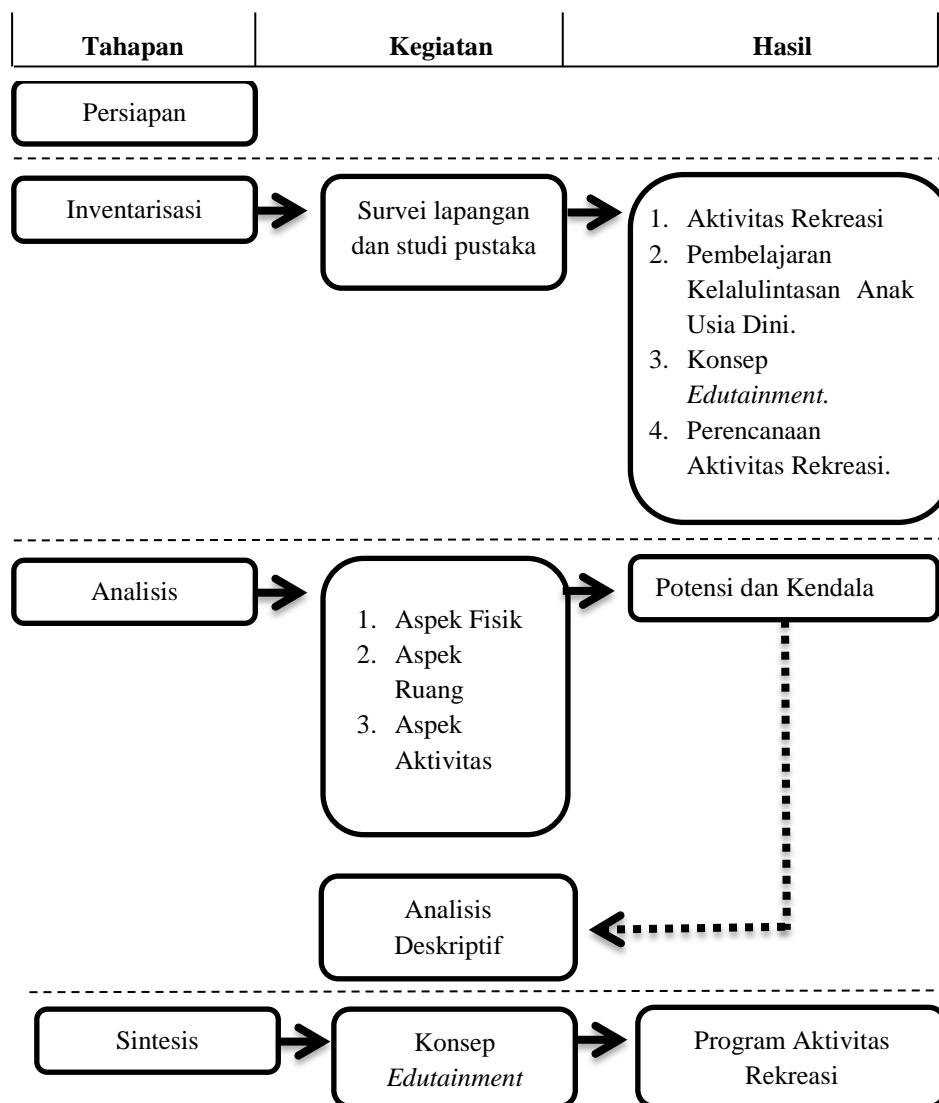 Tahapan Kegiatan Hasil
Persiapan
Inventarisasi
Survei lapangan
dan studi pustaka
1. Aktivitas Rekreasi
2. Pembelajaran
Kelalulintasan Anak
Usia Dini.
3. Konsep
Edutainment.
4. Perencanaan
Aktivitas Rekreasi.
Analisis
1. Aspek Fisik
2. Aspek
Ruang
3. Aspek
Aktivitas
Potensi dan Kendala
Analisis
Deskriptif
Sintesis
Konsep
Edutainment
Program Aktivitas
Rekreasi